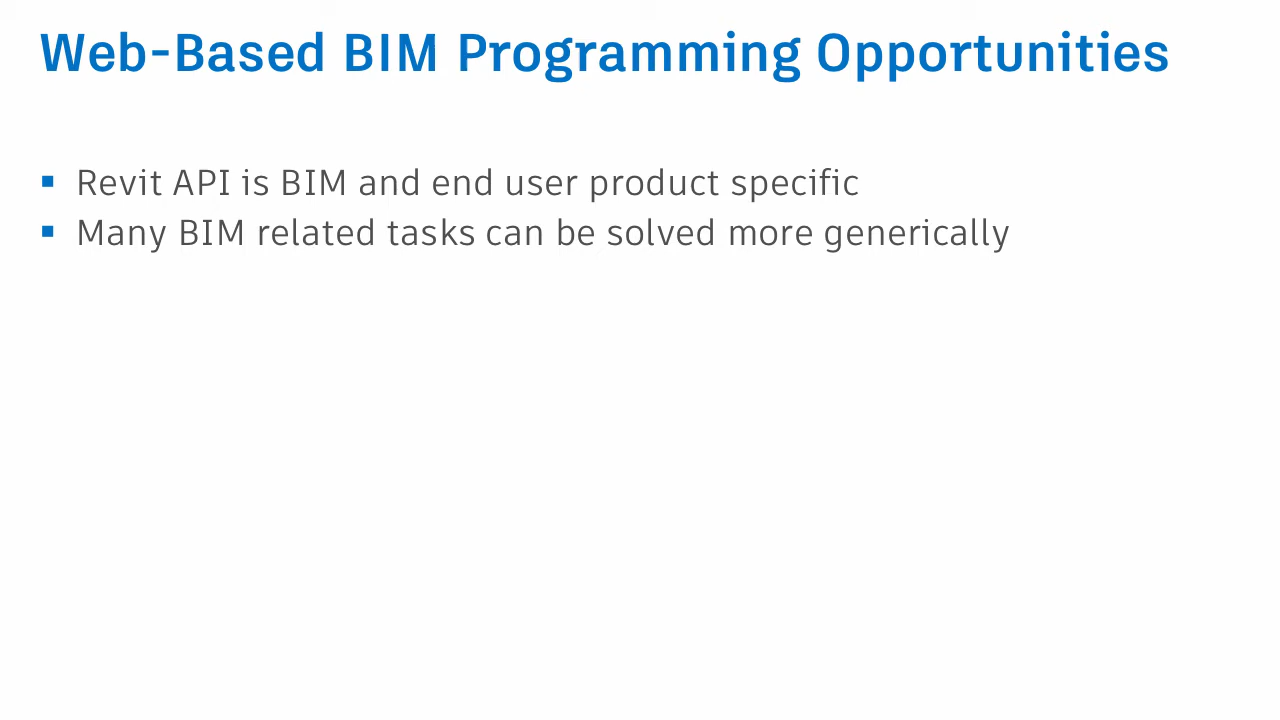 Web-Based BIM Programming Opportunities
▪ Revit API is BIM and end user product specific
▪ Many BIM related tasks can be solved more generically